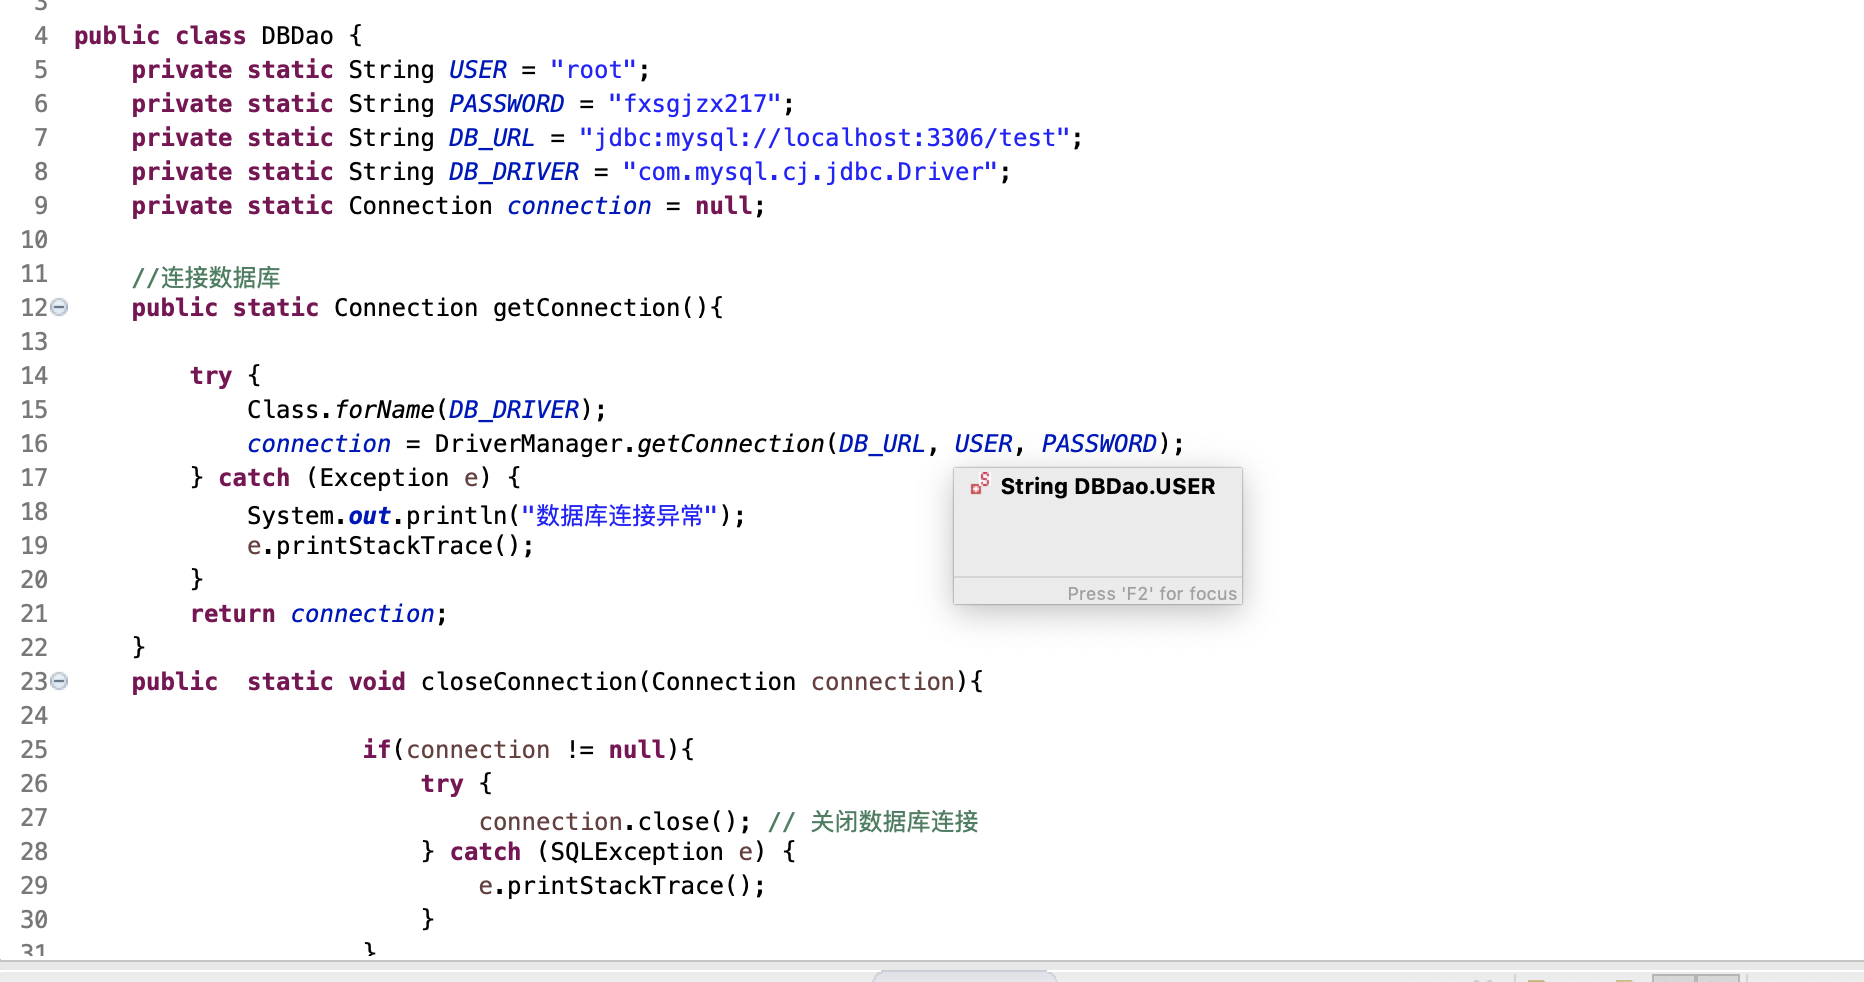 3
4 public class DBDao {
5     private static String USER = "root";
6     private static String PASSWORD = "fxsgjzx217";
7     private static String DB_URL = "jdbc:mysql://localhost:3306/test";
8     private static String DB_DRIVER = "com.mysql.cj.jdbc.Driver";
9     private static Connection connection = null;
10
11     //连接数据库
12     public static Connection getConnection(){
13
14         try {
15             Class.forName(DB_DRIVER);
16             connection = DriverManager.getConnection(DB_URL, USER, PASSWORD);
17         } catch (Exception e) {
String DBDao.USER
18             System.out.println("数据库连接异常");
19             e.printStackTrace();
20         }
Press 'F2' for focus
21         return connection;
22     }
23     public  static void closeConnection(Connection connection){
24
25                     if(connection != null){
26                         try {
27                             connection.close(); // 关闭数据库连接
28                         } catch (SQLException e) {
29                             e.printStackTrace();
30                         }
31                     }